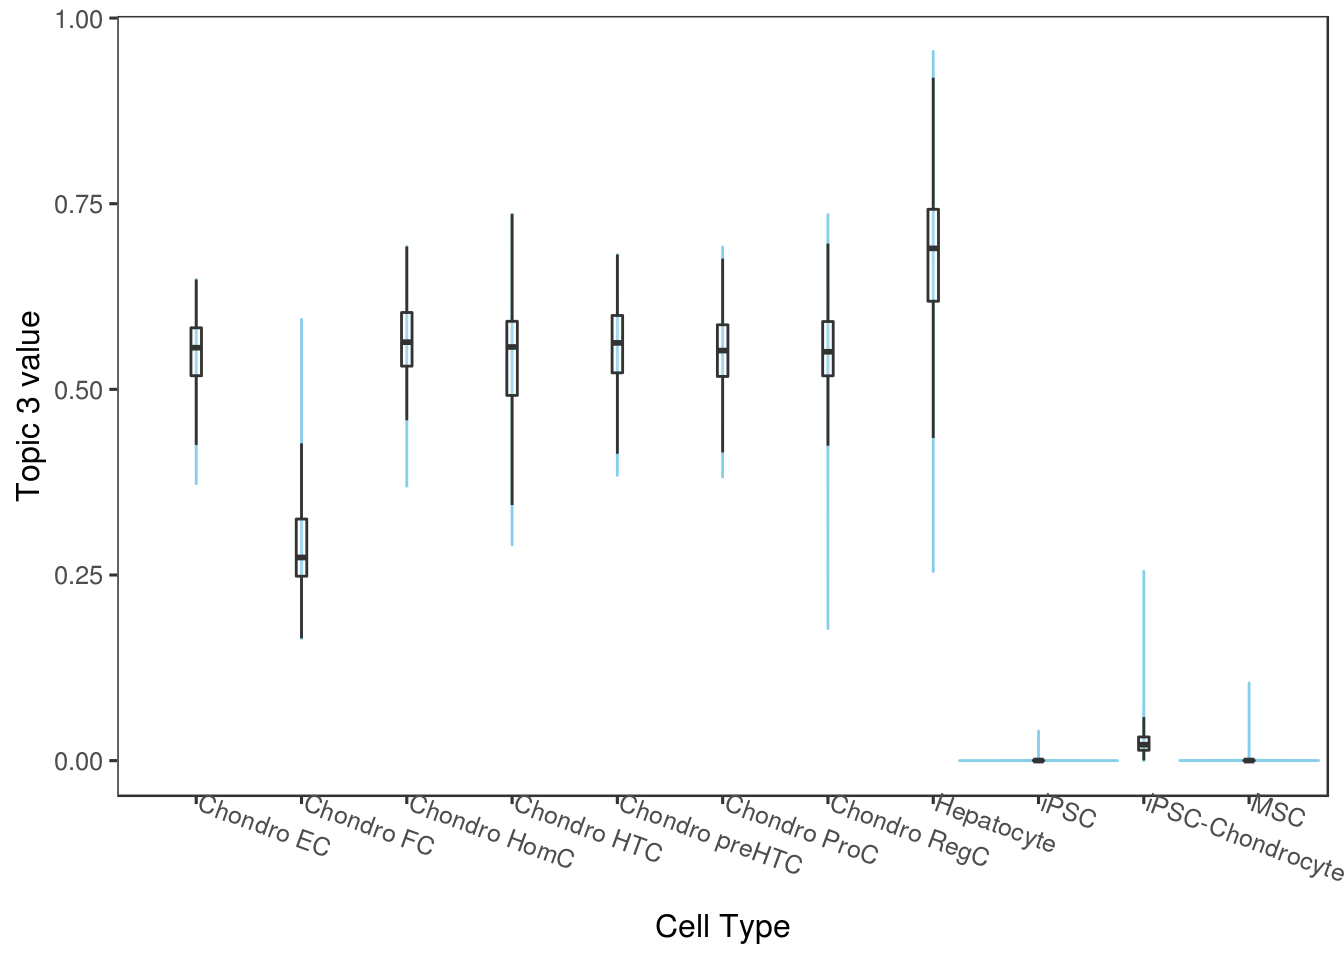 1.00
0.75
0.50
0.25
0.00
Topic 3 value
Chondro EC
Chondro FC
Chondro HomC
Chondro HTC
Chondro preHTC
Chondro ProC
Chondro RegC
Hepatocyte
iPSC
iPSC-Chondrocyte
MSC
Cell Type